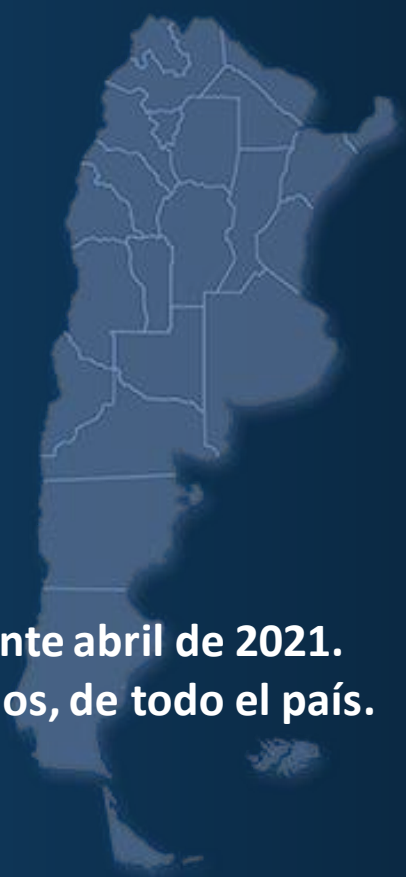 nte abril de 2021.
os, de todo el país.